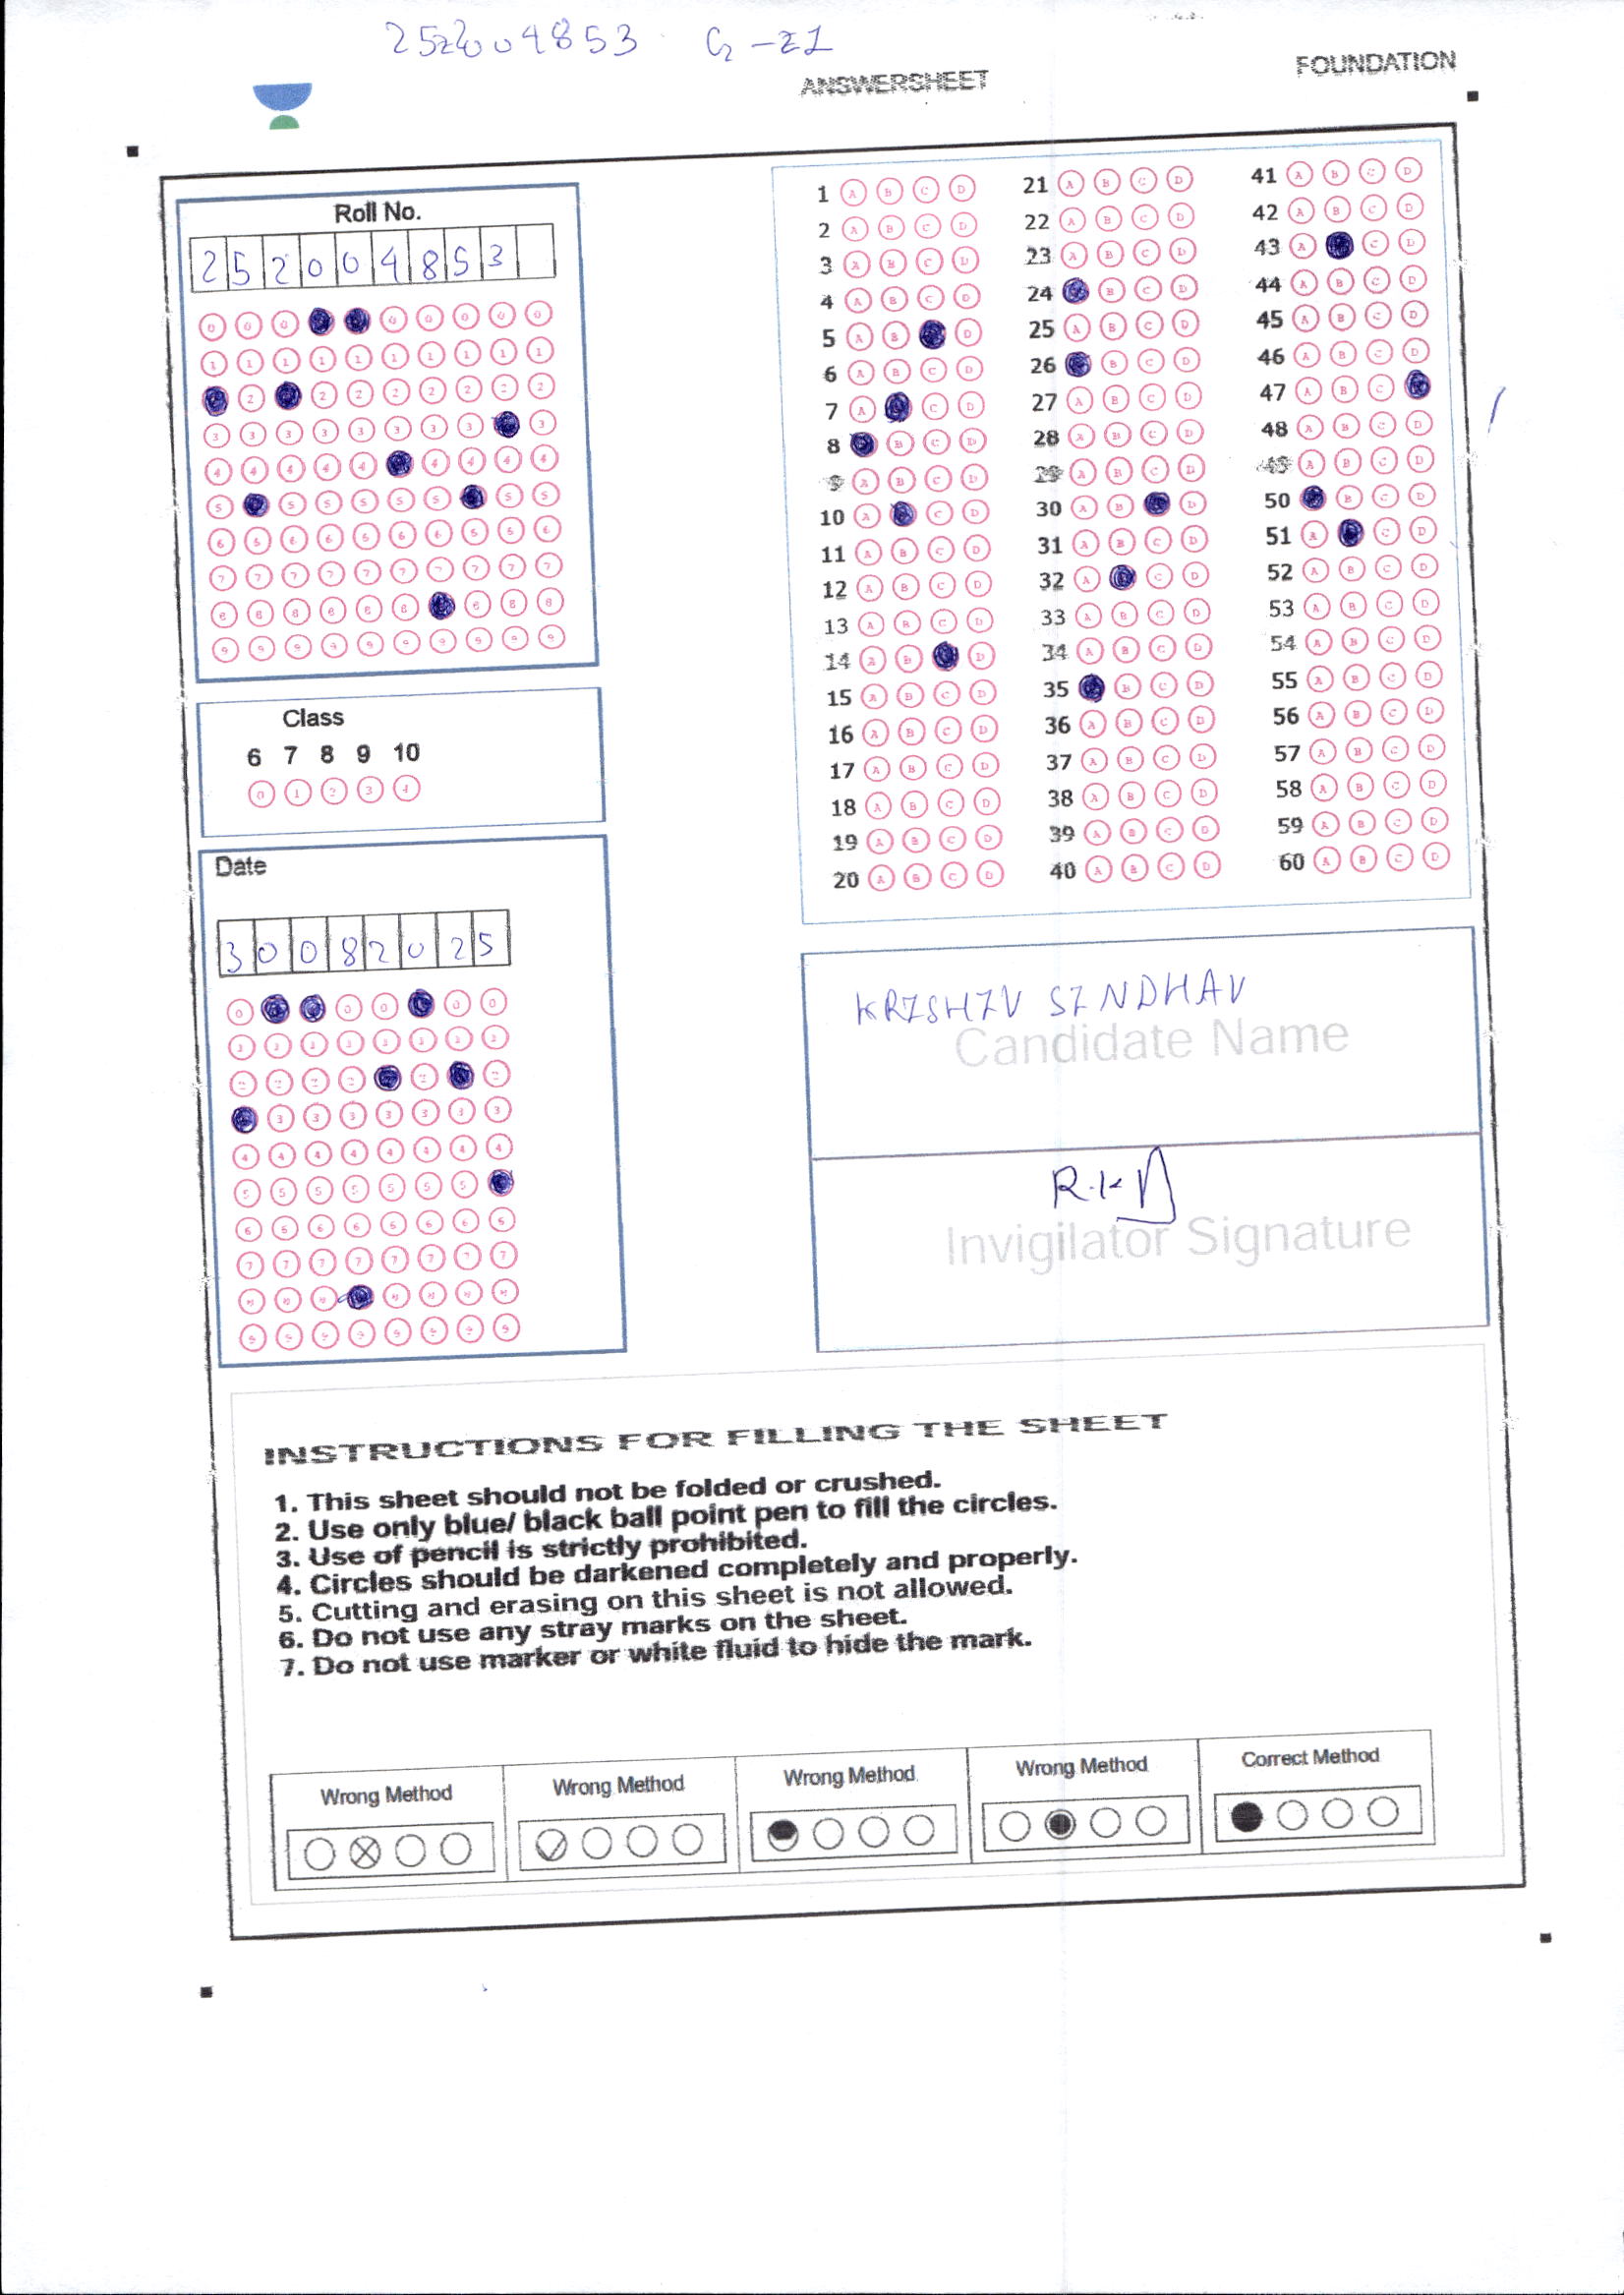 252004853 C2-Z1
ANSWERSHEET
FOUNDATION
Roll No.
2 5 2 0 0 4 8 5 3
Class
6 7 8 9 10
0 1 2 3 4
Date
3 0 0 8 2 0 2 5
1 A B C D
2 A B C D
3 A B C D
4 A B C D
5 A B D
6 A B C D
7 A C D
8 B C D
9 A B C D
10 A C D
11 A B C D
12 A B C D
13 A B C D
14 A B D
15 A B C D
16 A B C D
17 A B C D
18 A B C D
19 A B C D
20 A B C D
21 A B C D
22 A B C D
23 A B C D
24 B C D
25 A B C D
26 B C D
27 A B C D
28 A B C D
29 A B C D
30 A B D
31 A B C D
32 A C D
33 A B C D
34 A B C D
35 B C D
36 A B C D
37 A B C D
38 A B C D
39 A B C D
40 A B C D
41 A B C D
42 A B C D
43 A C D
44 A B C D
45 A B C D
46 A B C D
47 A B C
48 A B C D
49 A B C D
50 B C D
51 A C D
52 A B C D
53 A B C D
54 A B C D
55 A B C D
56 A B C D
57 A B C D
58 A B C D
59 A B C D
60 A B C D
KRISHIV SINDHAV
Candidate Name
Invigilator Signature
INSTRUCTIONS FOR FILLING THE SHEET
1. This sheet should not be folded or crushed.
2. Use only blue/ black ball point pen to fill the circles.
3. Use of pencil is strictly prohibited.
4. Circles should be darkened completely and properly.
5. Cutting and erasing on this sheet is not allowed.
6. Do not use any stray marks on the sheet.
7. Do not use marker or white fluid to hide the mark.
Wrong Method
Wrong Method
Wrong Method
Wrong Method
Correct Method